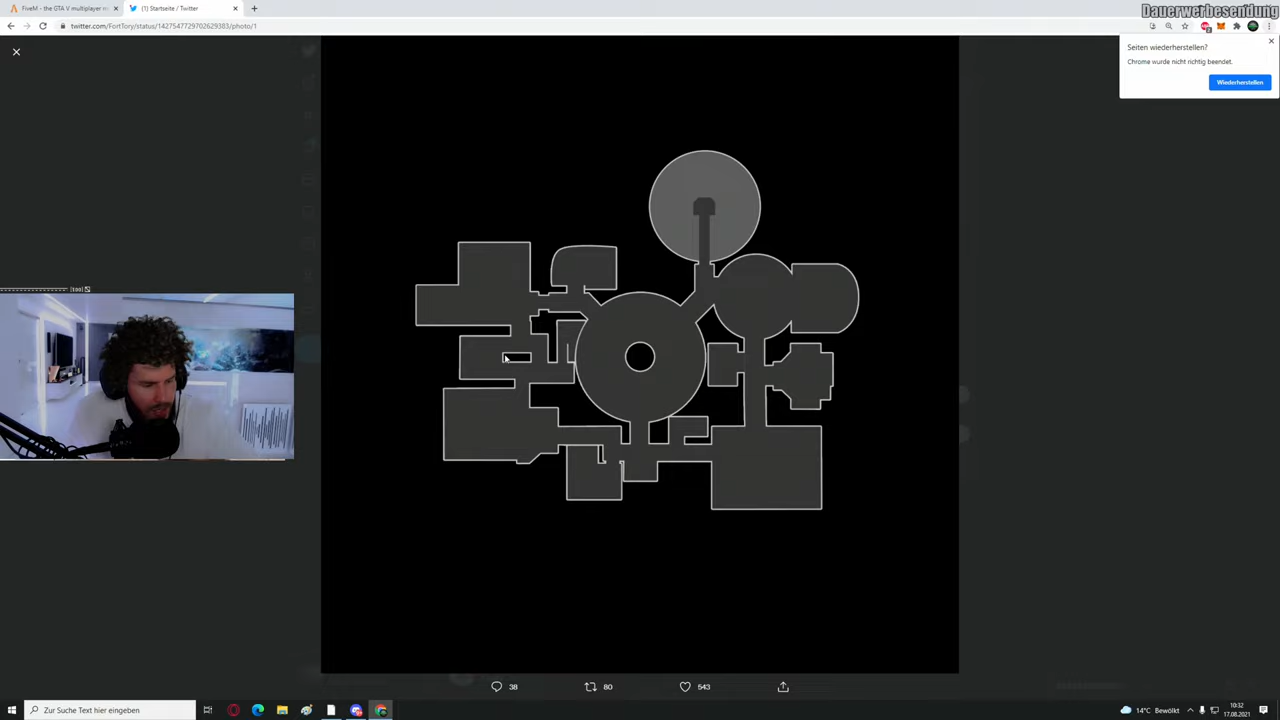 FiveM - the GTA V multiplayer m
(1) Startseite / Twitter
Dauerwerbesendung
twitter.com/FortTory/status/1427547729702629383/photo/1
Seiten wiederherstellen?
Chrome wurde nicht richtig beendet.
Wiederherstellen
[100]
38
80
543
Zur Suche Text hier eingeben
14°C Bewölkt
10:32
17.08.2021